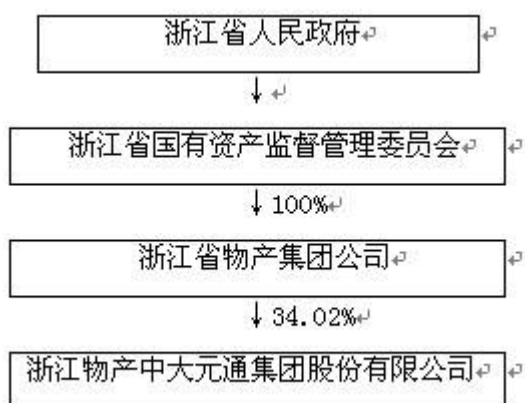 浙江省人民政府
↓
浙江省国有资产监督管理委员会
↓100%
浙江省物产集团公司
↓34.02%
浙江物产中大元通集团股份有限公司